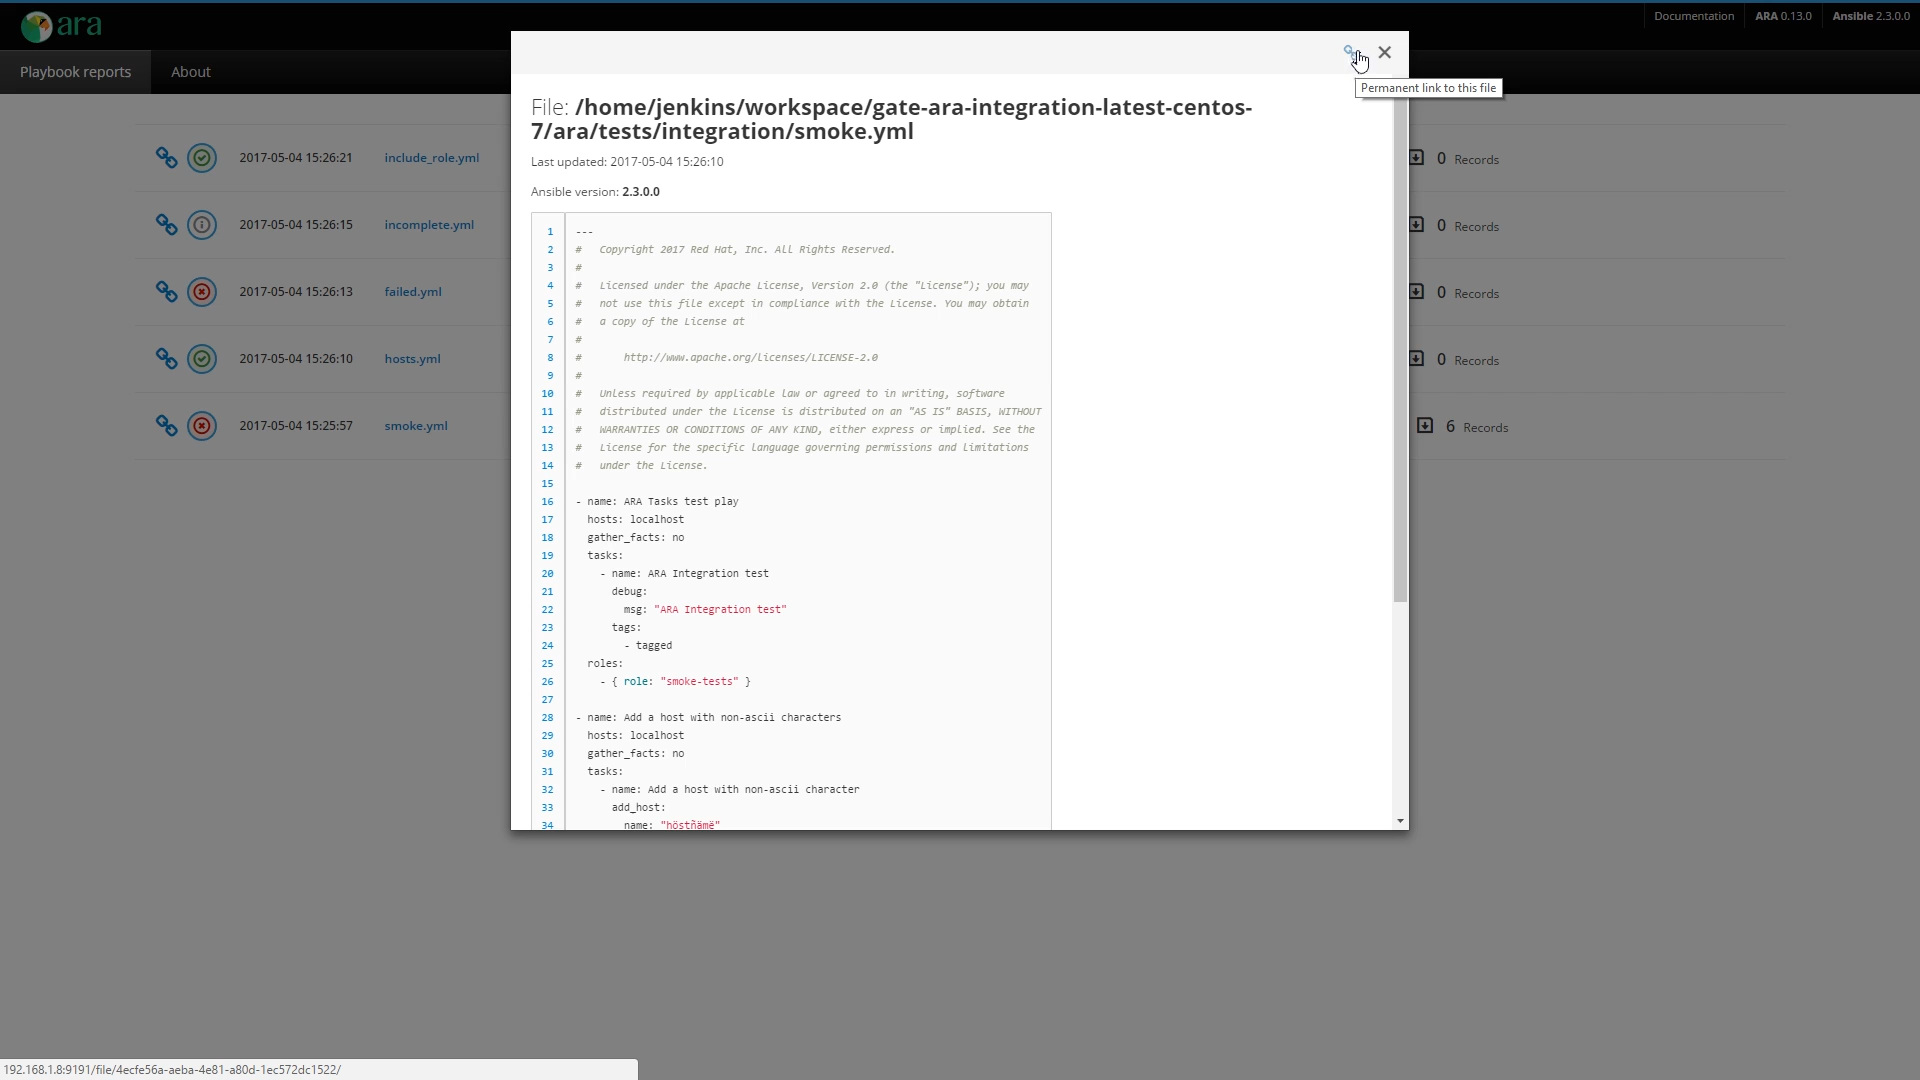 ara
Documentation
ARA 0.13.0
Ansible 2.3.0.0
Playbook reports
About
Permanent link to this file
File: /home/jenkins/workspace/gate-ara-integration-latest-centos-
7/ara/tests/integration/smoke.yml
Last updated: 2017-05-04 15:26:10
Ansible version: 2.3.0.0
2017-05-04 15:26:21 include_role.yml 0 Records
2017-05-04 15:26:15 incomplete.yml 0 Records
2017-05-04 15:26:13 failed.yml 0 Records
2017-05-04 15:26:10 hosts.yml 0 Records
2017-05-04 15:25:57 smoke.yml 6 Records
1 ---
2 #   Copyright 2017 Red Hat, Inc. All Rights Reserved.
3 #
4 #   Licensed under the Apache License, Version 2.0 (the "License"); you may
5 #   not use this file except in compliance with the License. You may obtain
6 #   a copy of the License at
7 #
8 #       http://www.apache.org/licenses/LICENSE-2.0
9 #
10 #   Unless required by applicable law or agreed to in writing, software
11 #   distributed under the License is distributed on an "AS IS" BASIS, WITHOUT
12 #   WARRANTIES OR CONDITIONS OF ANY KIND, either express or implied. See the
13 #   License for the specific language governing permissions and limitations
14 #   under the License.
15
16 - name: ARA Tasks test play
17   hosts: localhost
18   gather_facts: no
19   tasks:
20     - name: ARA Integration test
21       debug:
22         msg: "ARA Integration test"
23       tags:
24         - tagged
25   roles:
26     - { role: "smoke-tests" }
27
28 - name: Add a host with non-ascii characters
29   hosts: localhost
30   gather_facts: no
31   tasks:
32     - name: Add a host with non-ascii character
33       add_host:
34         name: "höstñämë"
192.168.1.8:9191/file/4ecfe56a-aeba-4e81-a80d-1ec572dc1522/